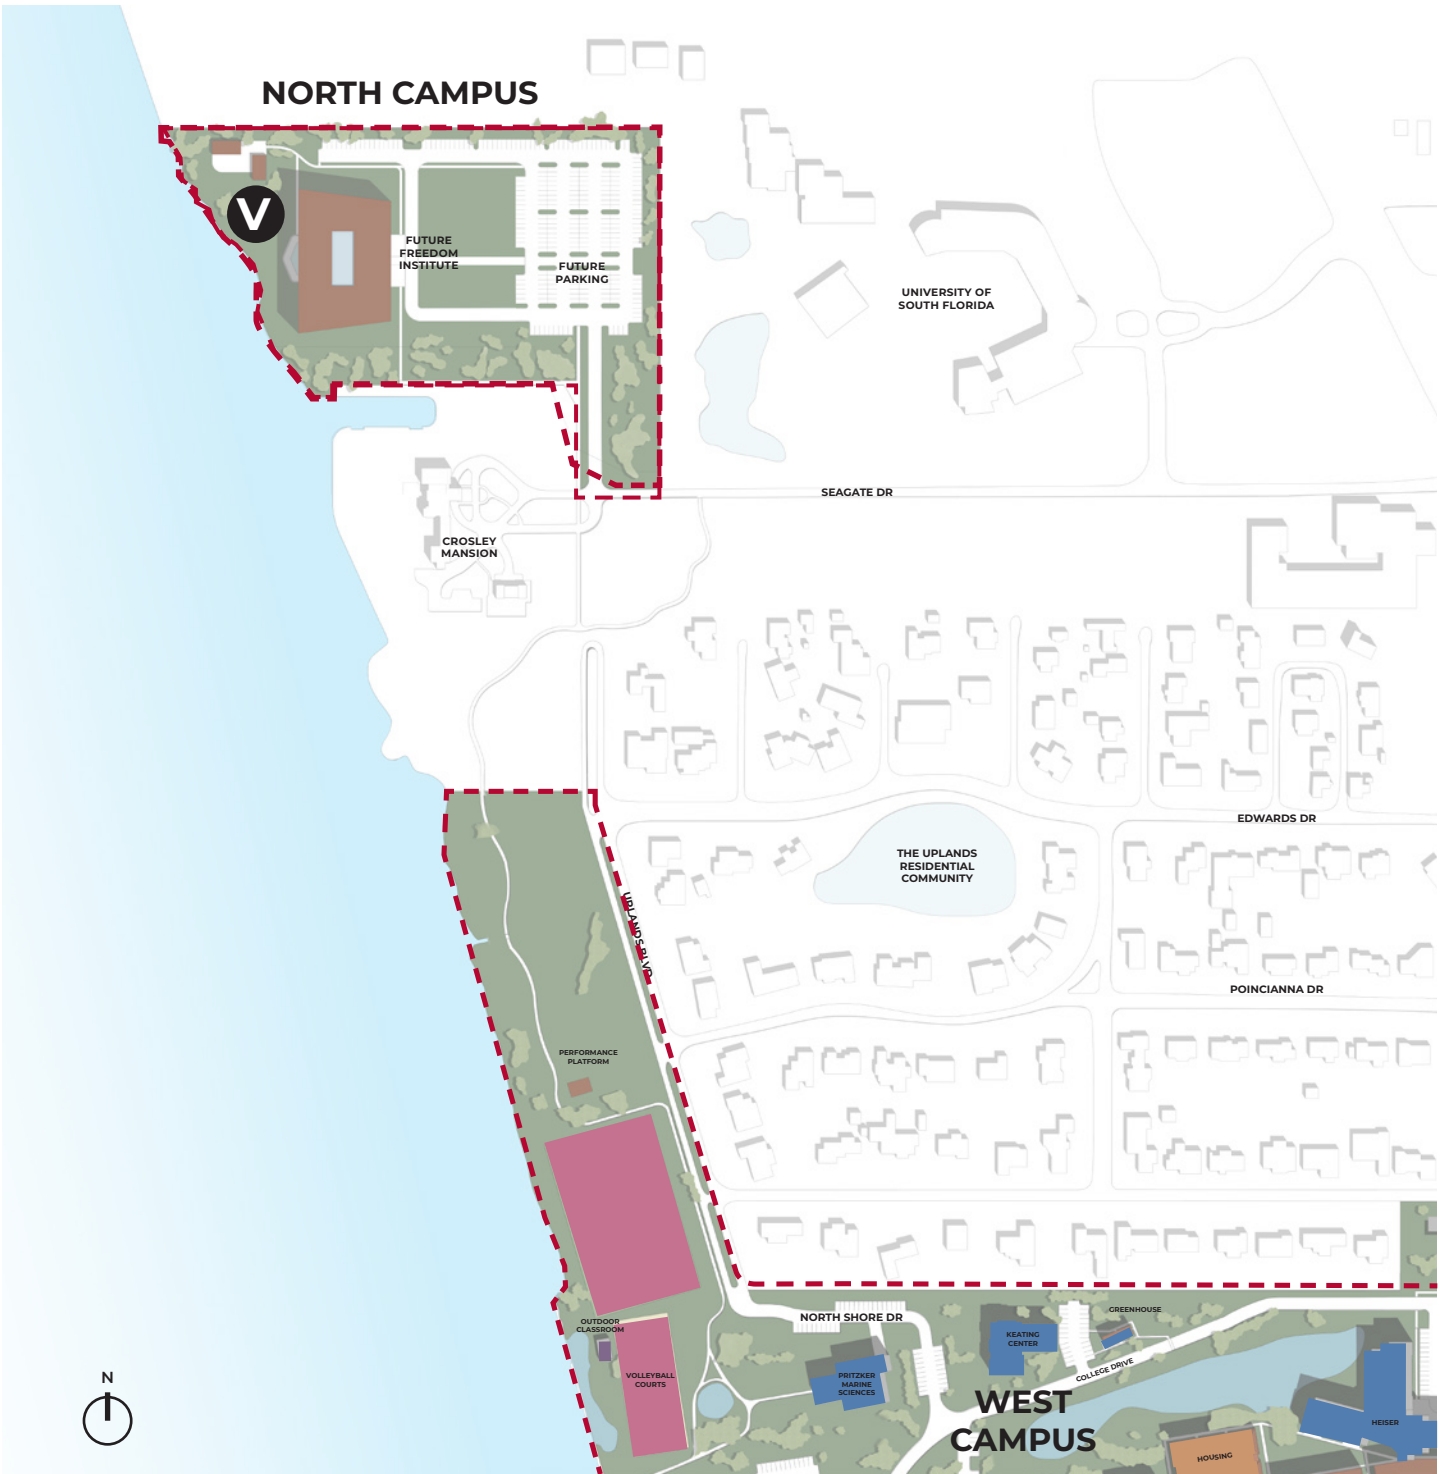 NORTH CAMPUS
V
FUTURE
FREEDOM
INSTITUTE
FUTURE
PARKING
UNIVERSITY OF
SOUTH FLORIDA
SEAGATE DR
CROSLEY
MANSION
EDWARDS DR
THE UPLANDS
RESIDENTIAL
COMMUNITY
UPLANDS BLVD
POINCIANNA DR
PERFORMANCE
PLATFORM
OUTDOOR
CLASSROOM
NORTH SHORE DR
GREENHOUSE
KEATING
CENTER
COLLEGE DRIVE
VOLLEYBALL
COURTS
PRITZKER
MARINE
SCIENCES
WEST
CAMPUS
HEISER
HOUSING
N